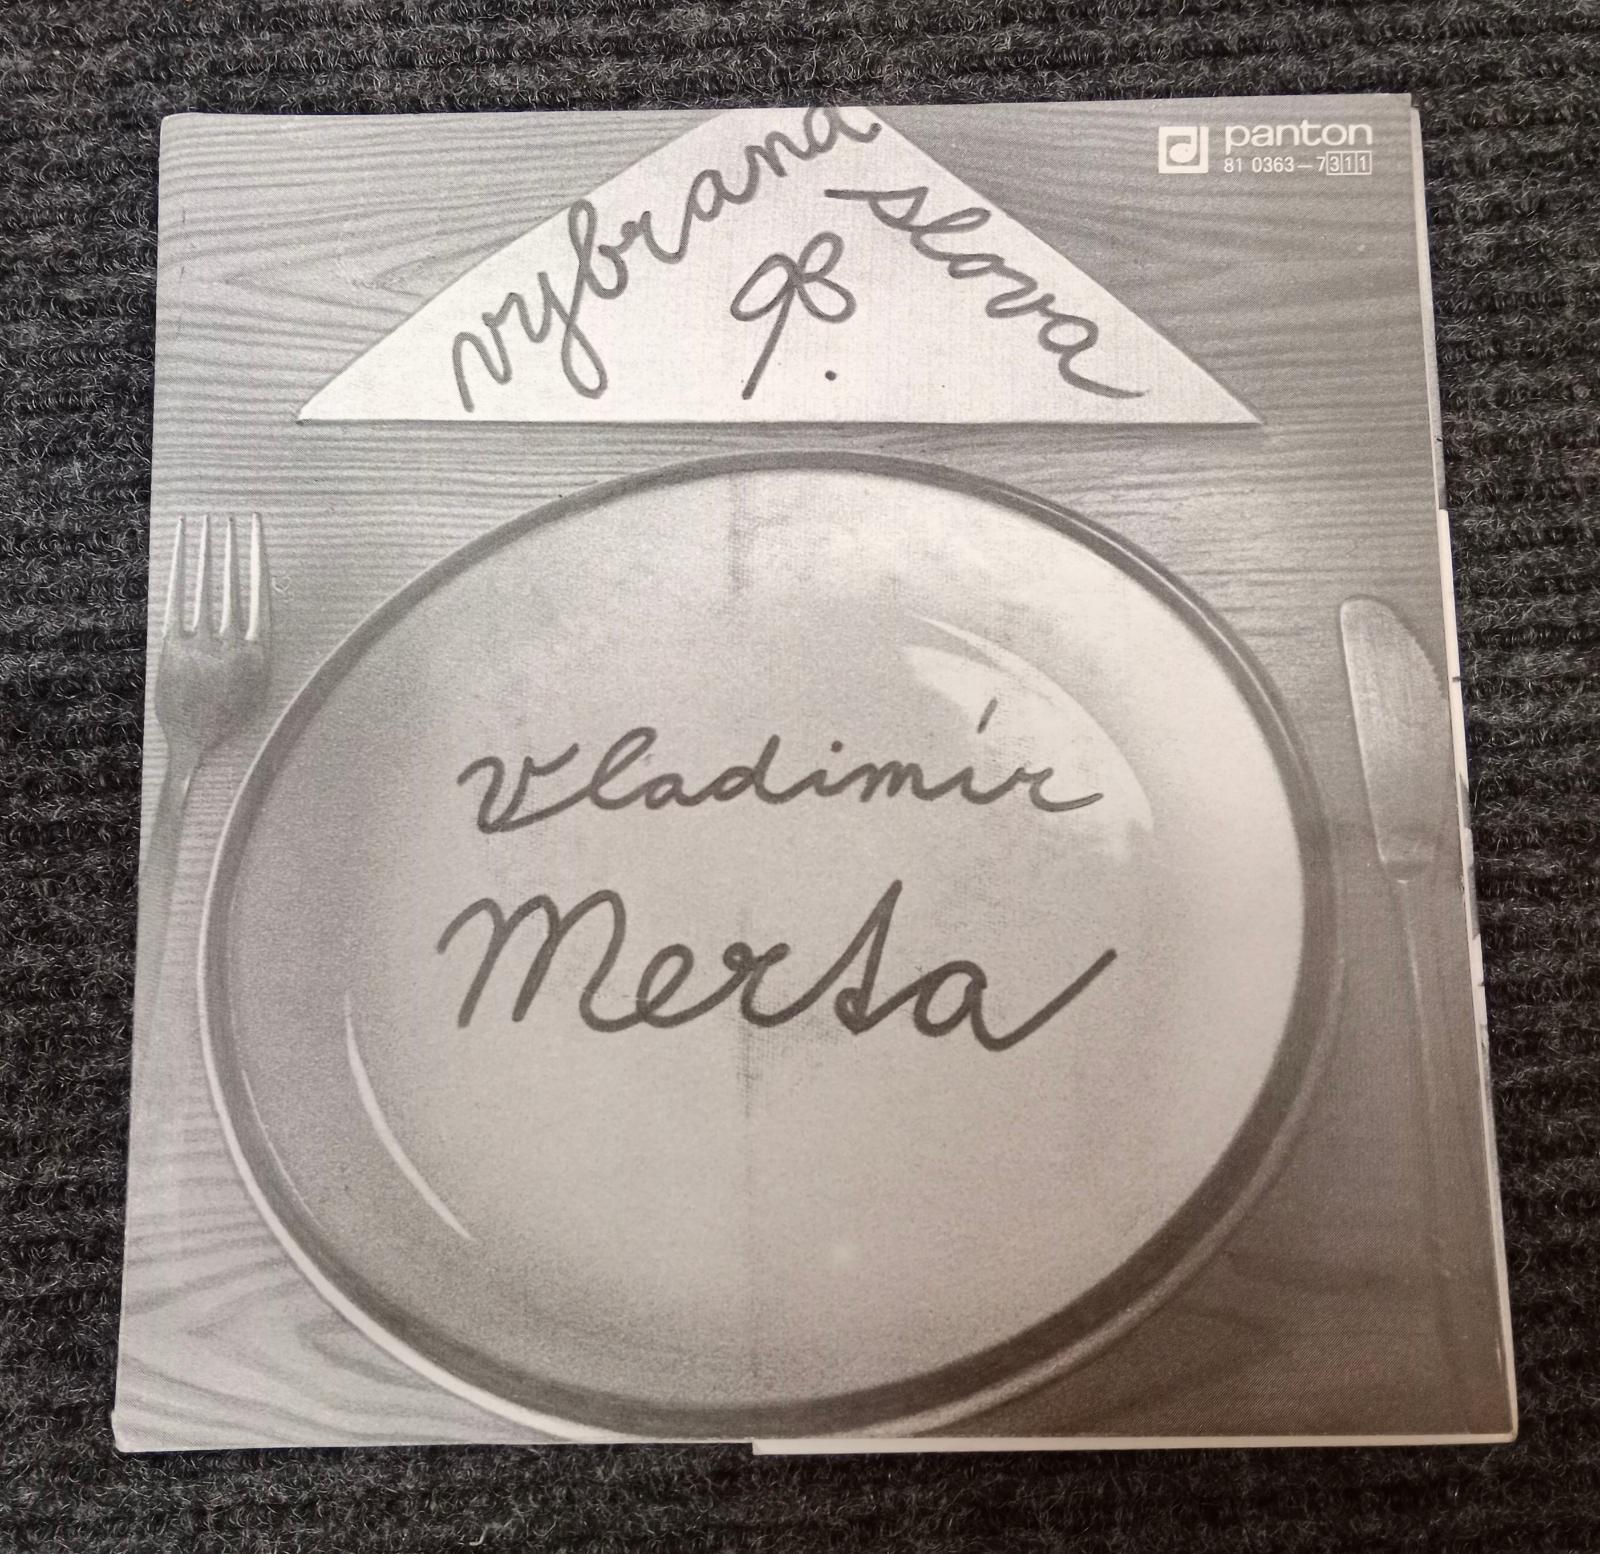 panton
81 0363–7311
vybraná slova
Vladimír
Merta